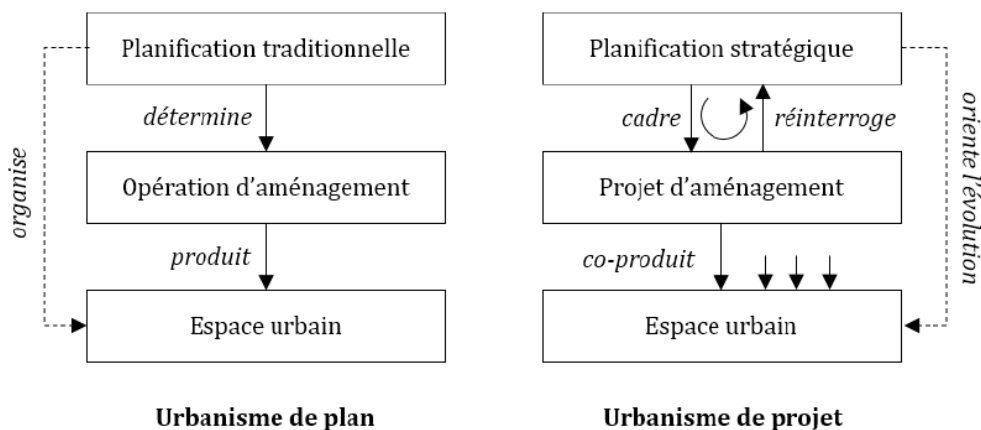 Planification traditionnelle
détermine
organise
Opération d'aménagement
produit
Espace urbain
Urbanisme de plan
Planification stratégique
cadre
réinterroge
oriente l'évolution
Projet d'aménagement
co-produit
Espace urbain
Urbanisme de projet